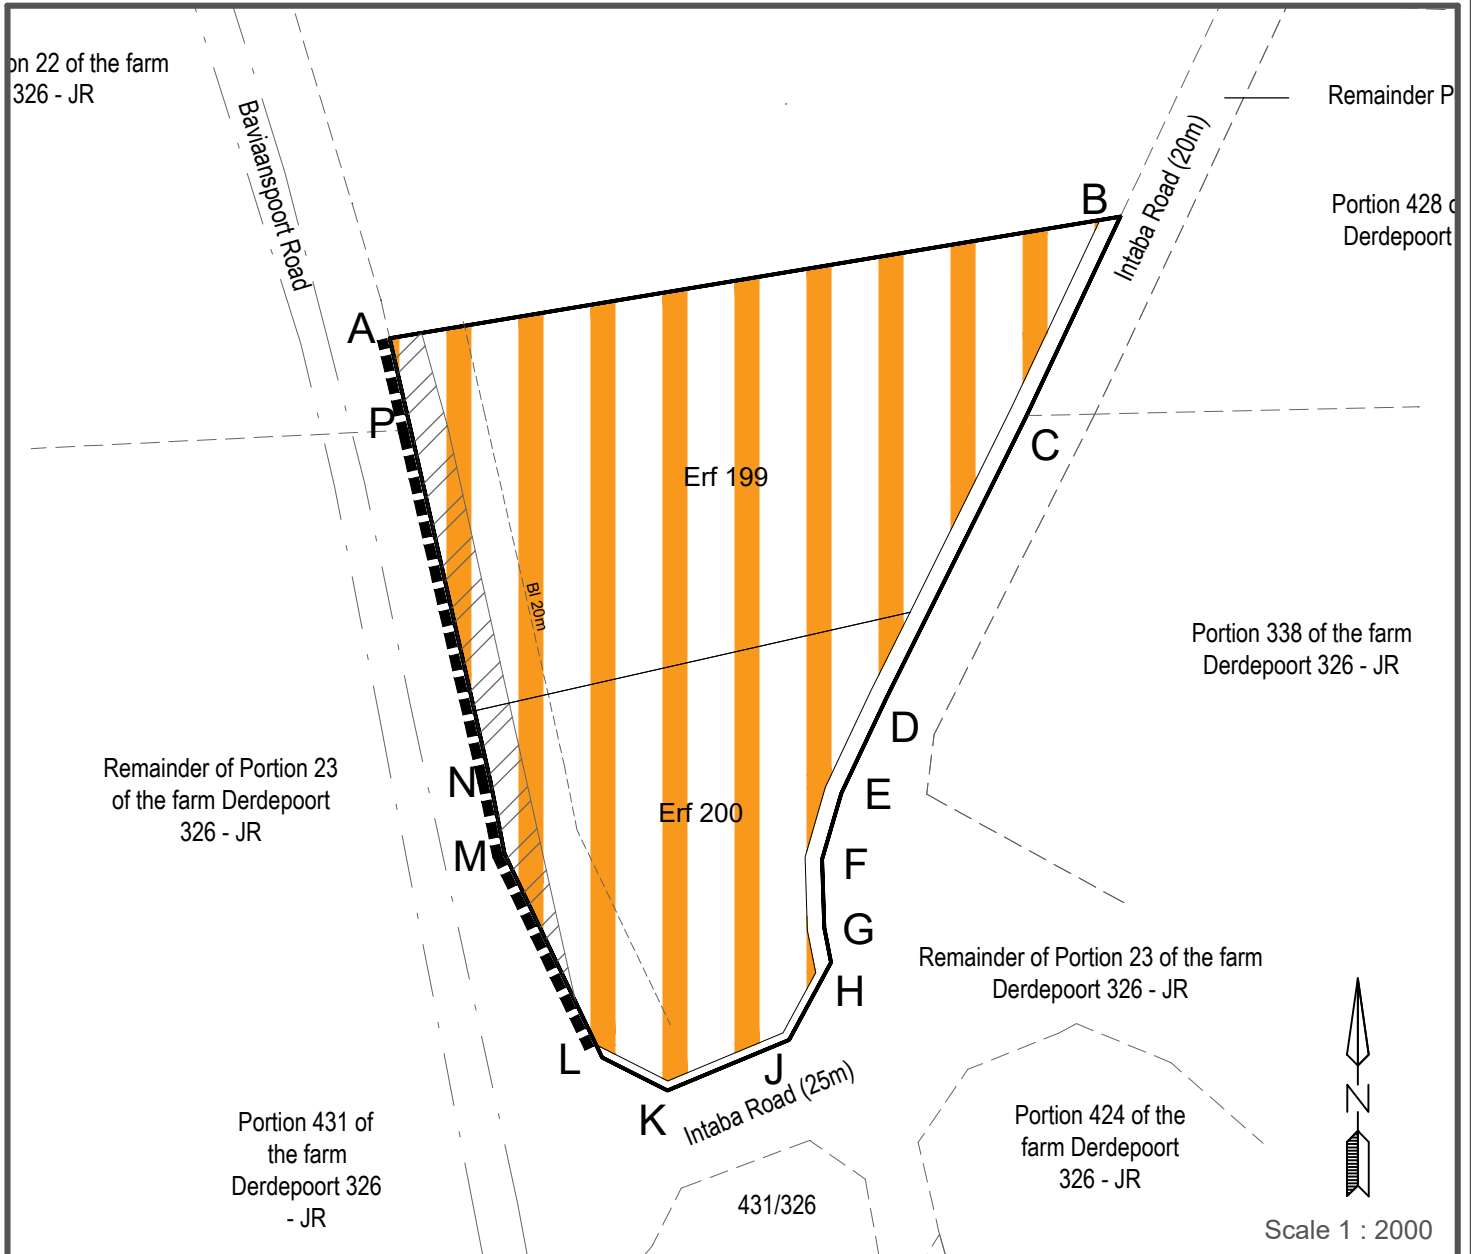 on 22 of the farm
326 - JR
Baviaanspoort Road
Remainder P
Intaba Road (20m)
Portion 428 o
Derdepoort
B
A
P
C
Erf 199
Bl 20m
Portion 338 of the farm
Derdepoort 326 - JR
D
Remainder of Portion 23
of the farm Derdepoort
326 - JR
N
E
Erf 200
M
F
G
Remainder of Portion 23 of the farm
Derdepoort 326 - JR
H
L
J
K
Intaba Road (25m)
Portion 431 of
the farm
Derdepoort 326
- JR
Portion 424 of the
farm Derdepoort
326 - JR
N
431/326
Scale 1 : 2000